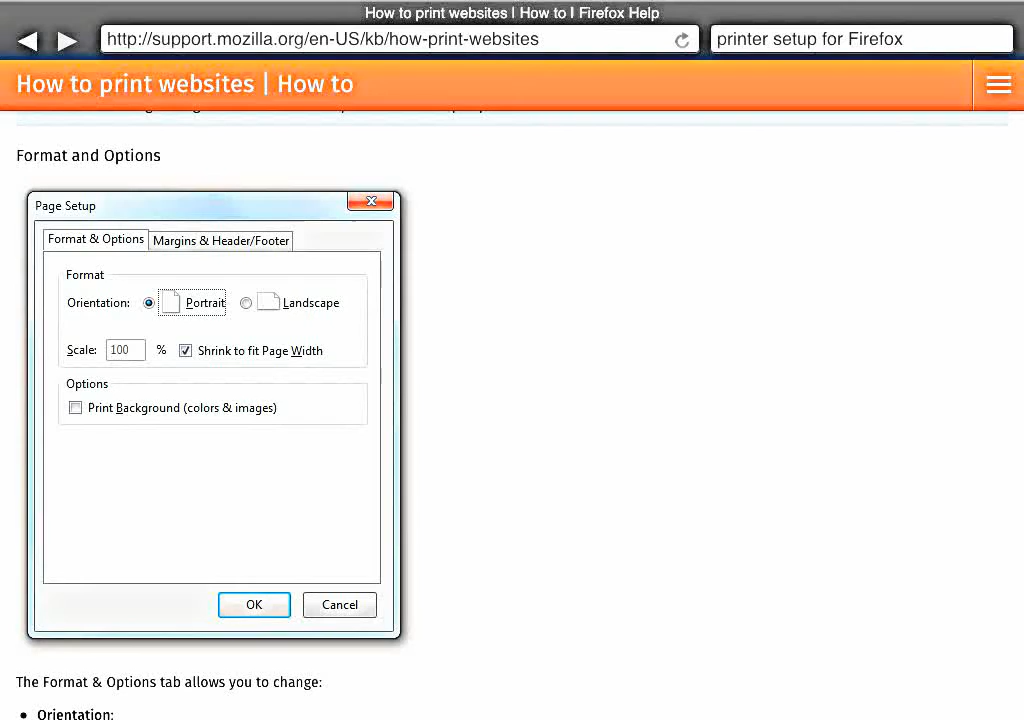 How to print websites | How to | Firefox Help
http://support.mozilla.org/en-US/kb/how-print-websites
printer setup for Firefox
How to print websites | How to
Format and Options
Page Setup
Format & Options
Margins & Header/Footer
Format
Orientation: Portrait Landscape
Scale: 100 % Shrink to fit Page Width
Options
Print Background (colors & images)
OK Cancel
The Format & Options tab allows you to change:
• Orientation: